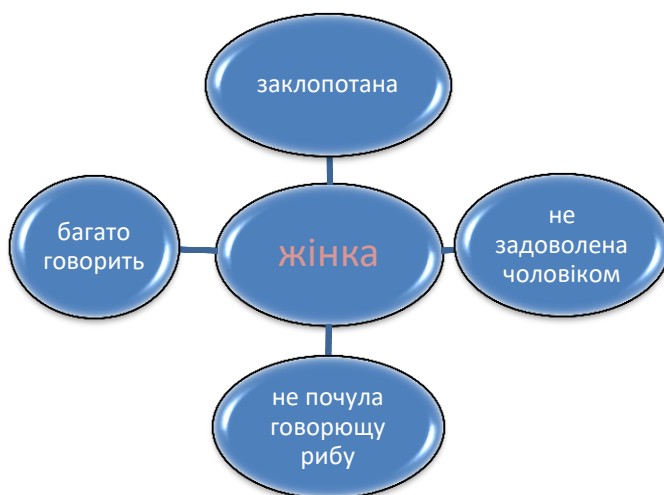 заклопотана
багато
говорить
жінка
не
задоволена
чоловіком
не почула
говорющу
рибу